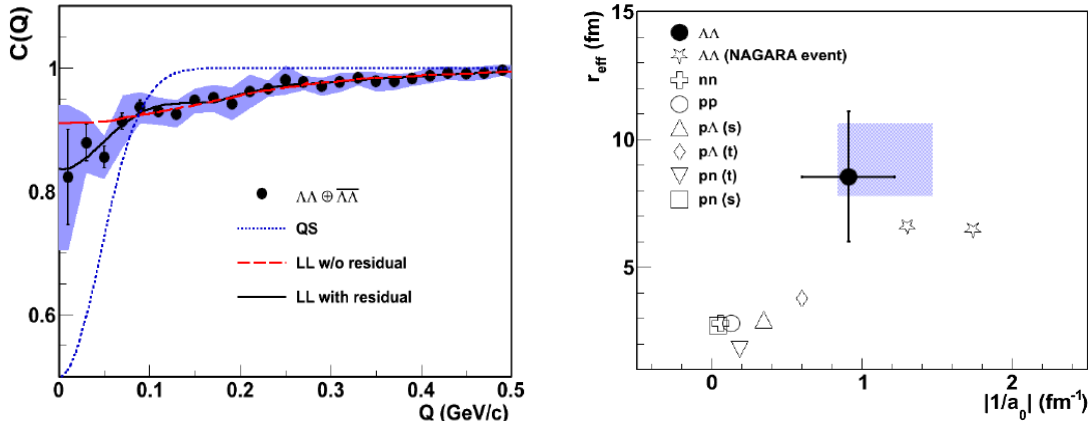 C(Q)
1
0.8
0.6
ΛΛ ⊕ Λ̅Λ̅
QS
LL w/o residual
LL with residual
0 0.1 0.2 0.3 0.4 0.5
Q (GeV/c)
r_eff (fm)
15
10
5
ΛΛ
ΛΛ (NAGARA event)
nn
pp
pΛ (s)
pΛ (t)
pn (t)
pn (s)
0 1 2
|1/a₀| (fm⁻¹)